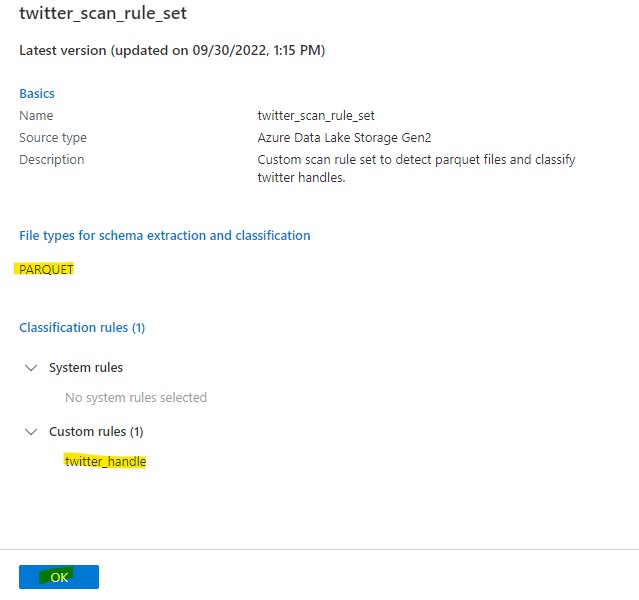 twitter_scan_rule_set
Latest version (updated on 09/30/2022, 1:15 PM)
Basics
Name twitter_scan_rule_set
Source type Azure Data Lake Storage Gen2
Description Custom scan rule set to detect parquet files and classify
twitter handles.
File types for schema extraction and classification
PARQUET
Classification rules (1)
System rules
No system rules selected
Custom rules (1)
twitter_handle
OK